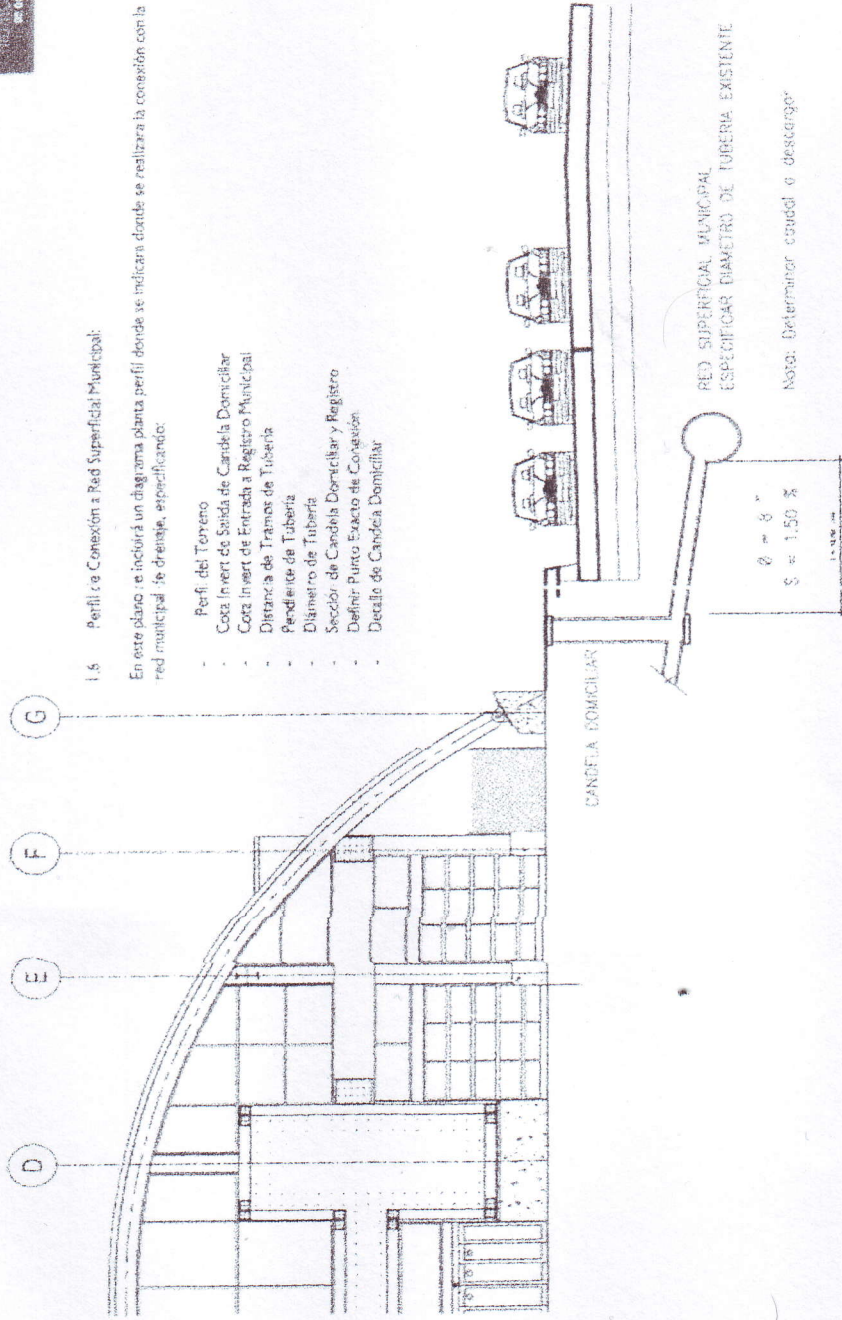 1.6 Perfil de Conexión a Red Superficial Municipal:
En este plano se incluirá un diagrama planta perfil donde se indicara donde se realizara la conexión con la
red municipal de drenaje, especificando:
- Perfil del Terreno
- Cota Invert de Salida de Candela Domiciliar
- Cota Invert de Entrada a Registro Municipal
- Distancia de Tramos de Tubería
- Pendiente de Tubería
- Diámetro de Tubería
- Sección de Candela Domiciliar y Registro
- Definir Punto Exacto de Conexión
- Detalle de Candela Domiciliar
D
E
F
G
CANDELA DOMICILIAR
Ø = 8"
S = 1.50 %
RED SUPERFICIAL MUNICIPAL
ESPECIFICAR DIAMETRO DE TUBERIA EXISTENTE
Nota: Determinar caudal o descarga